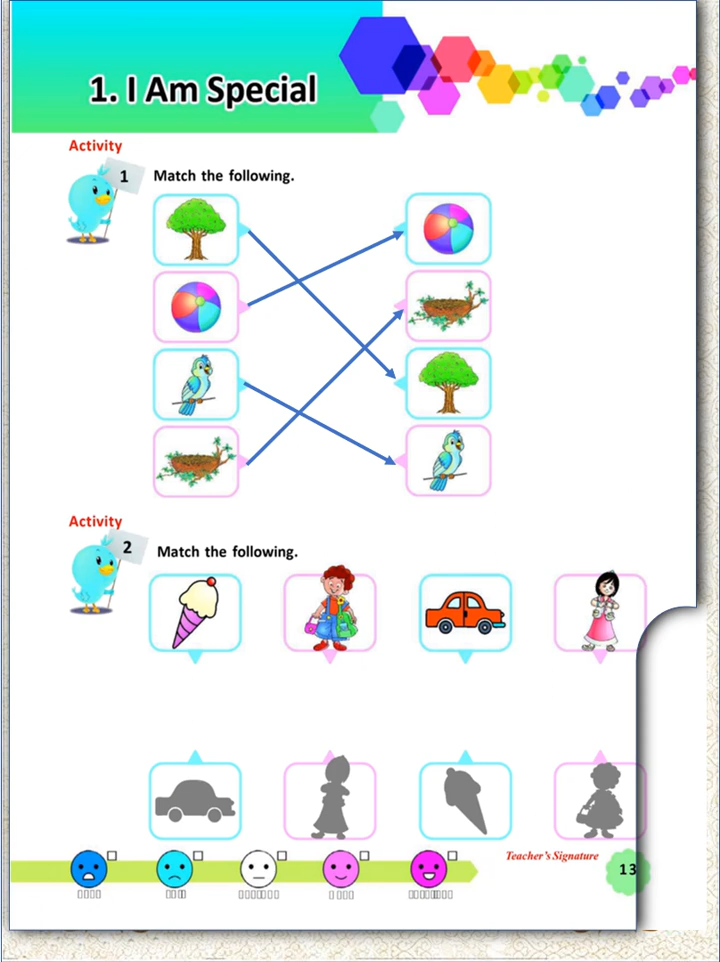 1. I Am Special
Activity
1
Match the following.
Activity
2
Match the following.
Teacher's Signature
13